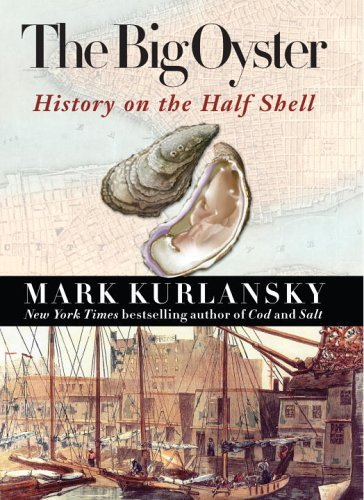 The Big Oyster
History on the Half Shell
MARK KURLANSKY
New York Times bestselling author of Cod and Salt